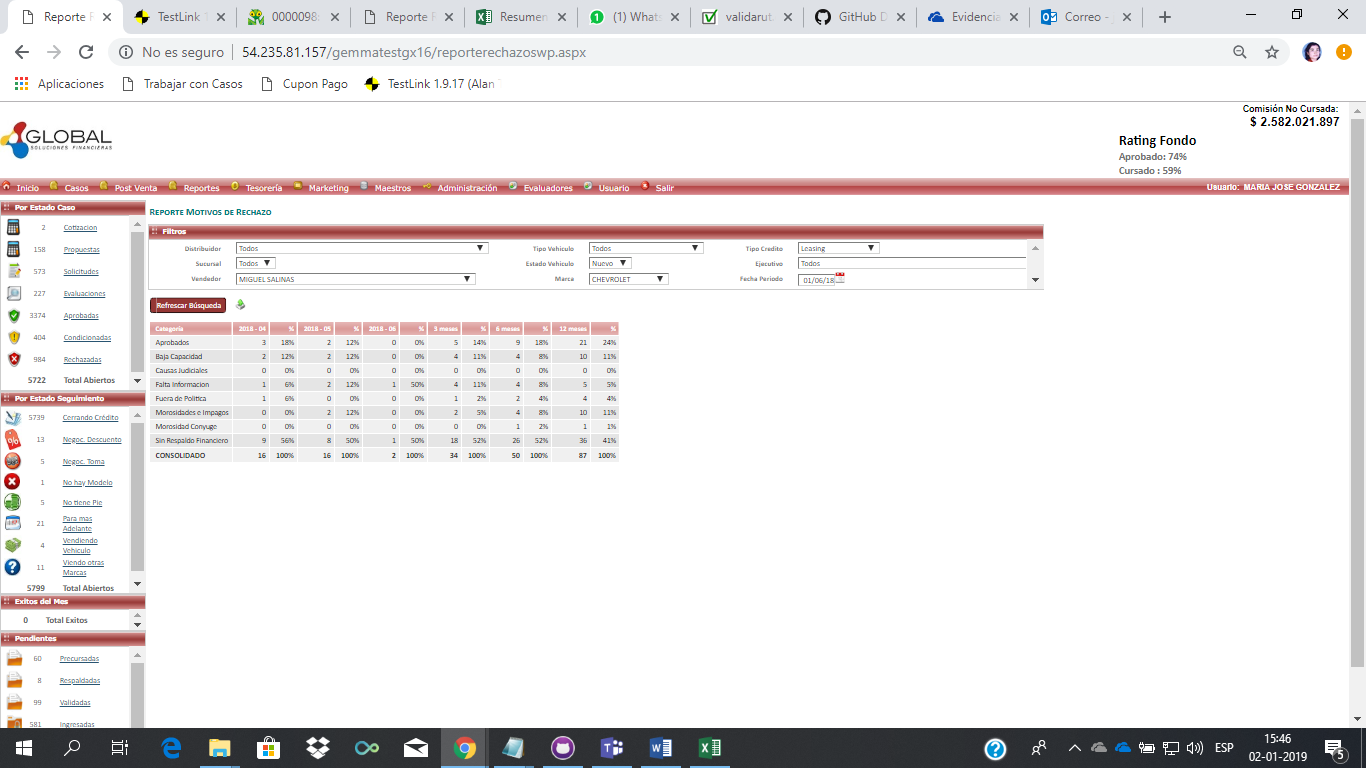 Reporte R
TestLink 1
0000098:
Reporte R
Resumen
(1) Whats
validarut.
GitHub D
Evidencia
Correo -
No es seguro | 54.235.81.157/gemmatestgx16/reporterechazoswp.aspx
Aplicaciones
Trabajar con Casos
Cupon Pago
TestLink 1.9.17 (Alan
GLOBAL
SOLUCIONES FINANCIERAS
Comisión No Cursada:
$ 2.582.021.897
Rating Fondo
Aprobado: 74%
Cursado : 59%
Inicio Casos Post Venta Reportes Tesorería Marketing Maestros Administración Evaluadores Usuario Salir Usuario: MARIA JOSE GONZALEZ
Por Estado Caso
2 Cotizacion
158 Propuestas
573 Solicitudes
227 Evaluaciones
3374 Aprobadas
404 Condicionadas
984 Rechazadas
5722 Total Abiertos
Por Estado Seguimiento
5739 Cerrando Crédito
13 Negoc. Descuento
5 Negoc. Toma
1 No hay Modelo
5 No tiene Pie
21 Para mas
Adelante
4 Vendiendo
Vehiculo
11 Viendo otras
Marcas
5799 Total Abiertos
Exitos del Mes
0 Total Exitos
Pendientes
60 Precursadas
8 Respaldadas
99 Validadas
581 Ingresadas
REPORTE MOTIVOS DE RECHAZO
Filtros
Distribuidor Todos Tipo Vehiculo Todos Tipo Credito Leasing
Sucursal Todos Estado Vehiculo Nuevo Ejecutivo Todos
Vendedor MIGUEL SALINAS Marca CHEVROLET Fecha Periodo 01/06/18
Refrescar Búsqueda
Categoría 2018 - 04 % 2018 - 05 % 2018 - 06 % 3 meses % 6 meses % 12 meses %
Aprobados 3 18% 2 12% 0 0% 5 14% 9 18% 21 24%
Baja Capacidad 2 12% 2 12% 0 0% 4 11% 4 8% 10 11%
Causas Judiciales 0 0% 0 0% 0 0% 0 0% 0 0% 0 0%
Falta Informacion 1 6% 2 12% 1 50% 4 11% 4 8% 5 5%
Fuera de Politica 1 6% 0 0% 0 0% 1 2% 2 4% 4 4%
Morosidades e Impagos 0 0% 2 12% 0 0% 2 5% 4 8% 10 11%
Morosidad Conyuge 0 0% 0 0% 0 0% 0 0% 1 2% 1 1%
Sin Respaldo Financiero 9 56% 8 50% 1 50% 18 52% 26 52% 36 41%
CONSOLIDADO 16 100% 16 100% 2 100% 34 100% 50 100% 87 100%
ESP
15:46
02-01-2019
5